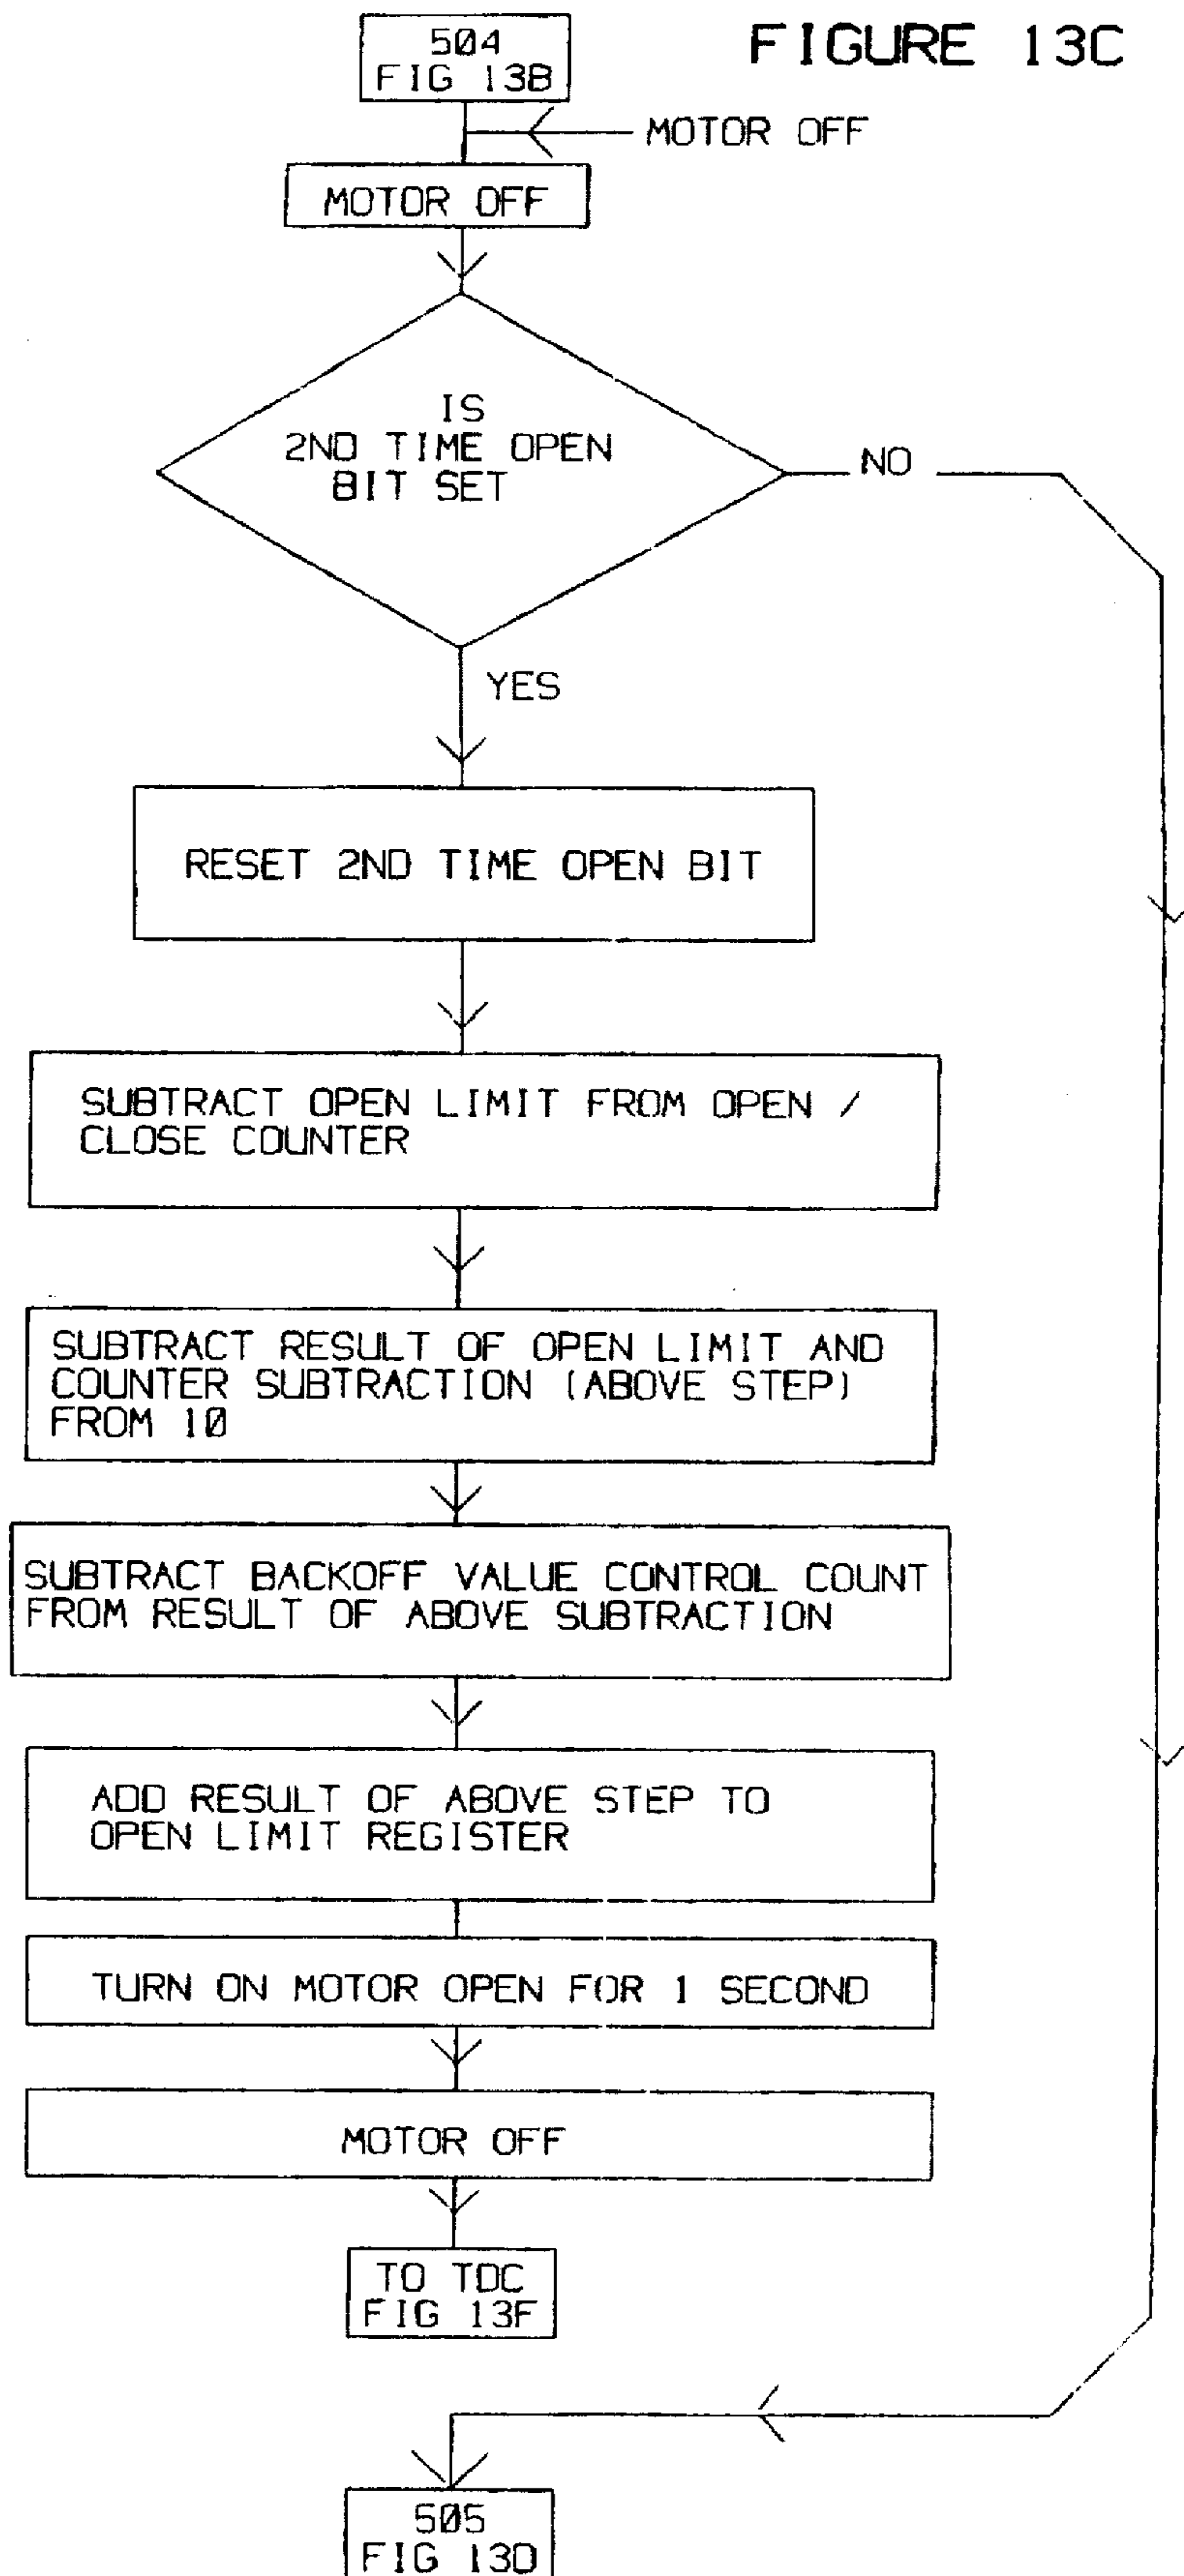 FIGURE 13C
504
FIG 13B
MOTOR OFF
MOTOR OFF
IS
2ND TIME OPEN
BIT SET
NO
YES
RESET 2ND TIME OPEN BIT
SUBTRACT OPEN LIMIT FROM OPEN /
CLOSE COUNTER
SUBTRACT RESULT OF OPEN LIMIT AND
COUNTER SUBTRACTION (ABOVE STEP)
FROM 10
SUBTRACT BACKOFF VALUE CONTROL COUNT
FROM RESULT OF ABOVE SUBTRACTION
ADD RESULT OF ABOVE STEP TO
OPEN LIMIT REGISTER
TURN ON MOTOR OPEN FOR 1 SECOND
MOTOR OFF
TO TDC
FIG 13F
505
FIG 13D